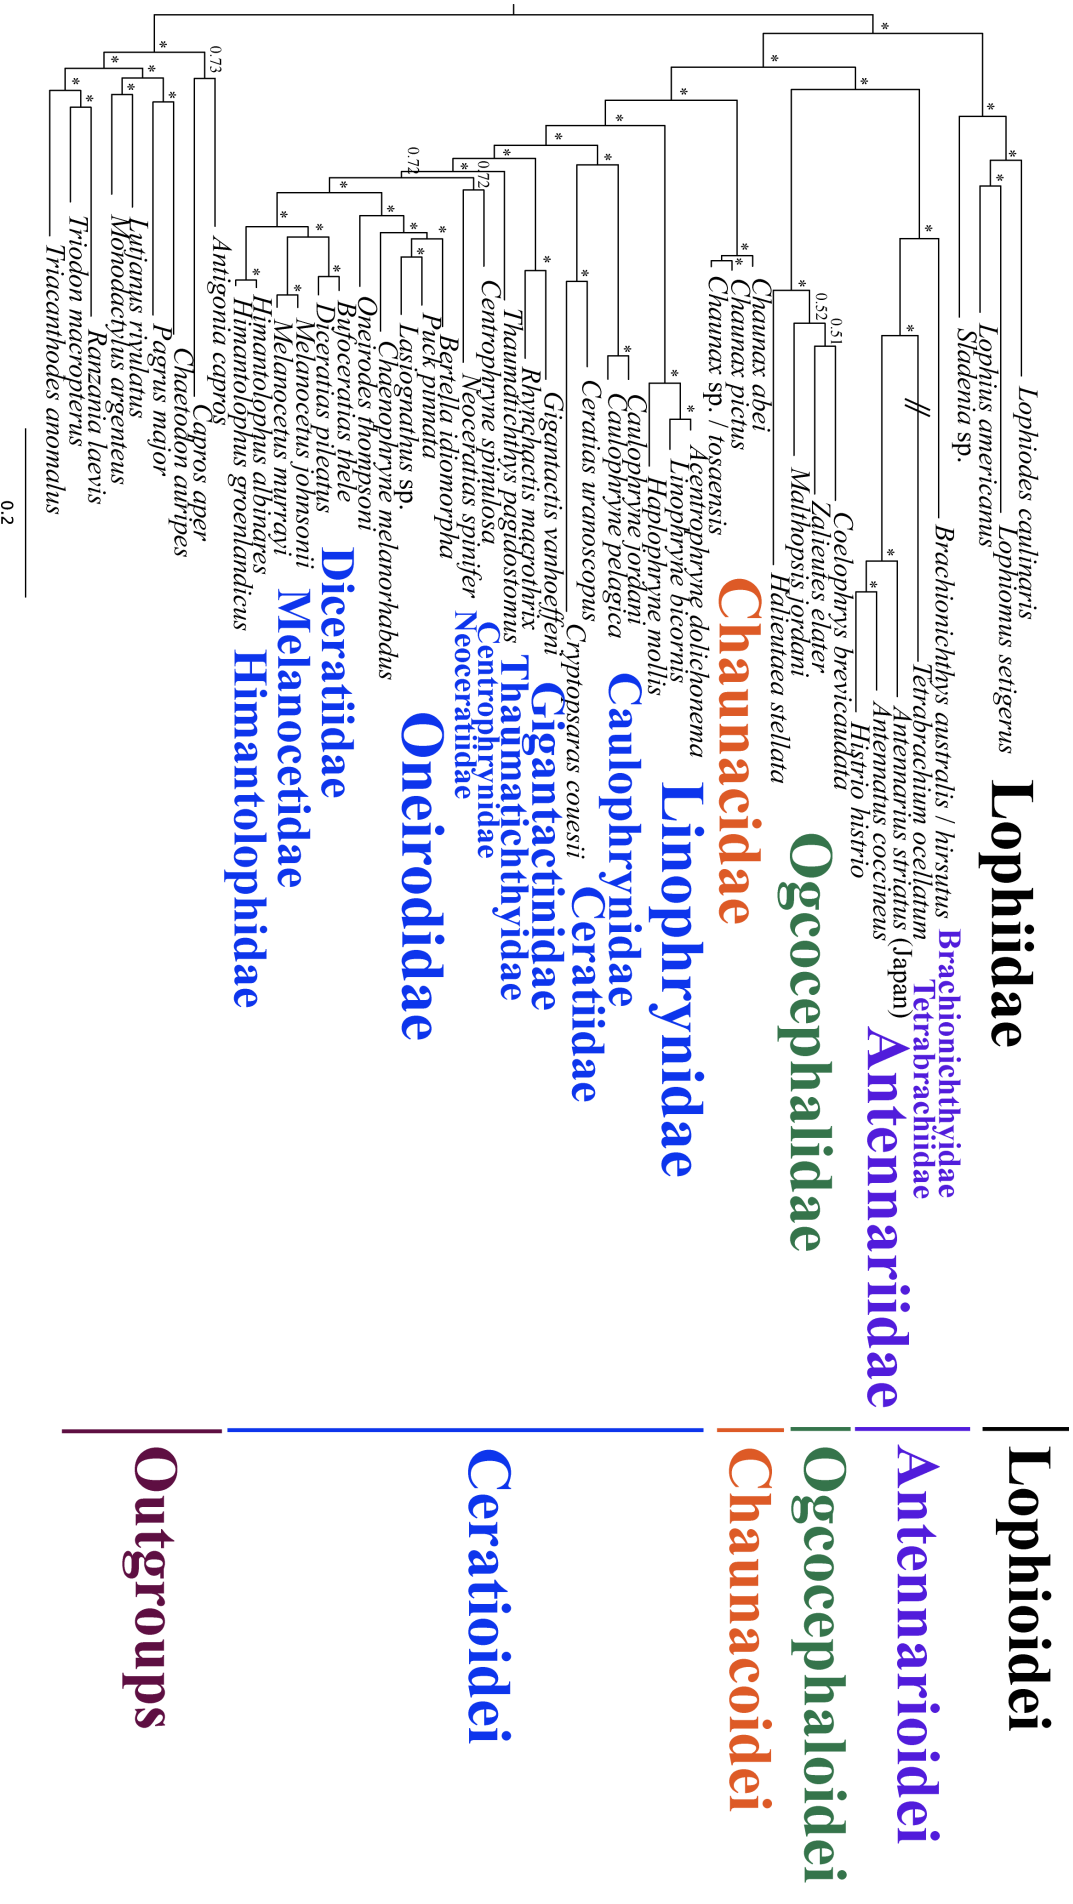 Lophiodes caulinaris
Lophiomus setigerus
Lophius americanus
Sladenia sp.
Brachionichthys australis / hirsutus
Tetrabrachium ocellatum
Antennarius striatus (Japan)
Antennatus coccineus
Histrio histrio
Coelophrys brevicaudata
Zalieutes elater
Malthopsis jordani
Halieutaea stellata
Chaunax abei
Chaunax pictus
Chaunax sp. / tosaensis
Acentrophryne dolichonema
Linophryne bicornis
Haplophryne mollis
Caulophryne jordani
Caulophryne pelagica
Ceratias uranoscopus
Cryptopsaras couesii
Gigantactis vanhoeffeni
Rhynchactis macrothrix
Thaumatichthys pagidostomus
Centrophryne spinulosa
Neoceratias spinifer
Bertella idiomorpha
Puck pinnata
Lasiognathus sp.
Chaenophryne melanorhabdus
Oneirodes thompsoni
Bufoceratias thele
Diceratias pileatus
Melanocetus johnsonii
Melanocetus murrayi
Himantolophus albinares
Himantolophus groenlandicus
Antigonia capros
Capros aper
Chaetodon auripes
Pagrus major
Lutjanus rivulatus
Monodactylus argenteus
Ranzania laevis
Triodon macropterus
Triacanthodes anomalus
Lophiidae
Brachionichthyidae
Tetrabrachiidae
Antennariidae
Ogcocephalidae
Chaunacidae
Linophrynidae
Caulophrynidae
Ceratiidae
Gigantactinidae
Thaumatichthyidae
Centrophrynidae
Neoceratiidae
Oneirodidae
Diceratiidae
Melanocetidae
Himantolophidae
Lophioidei
Antennarioidei
Ogcocephaloidei
Chaunacoidei
Ceratioidei
Outgroups
0.51
0.52
0.72
0.72
0.73
0.2